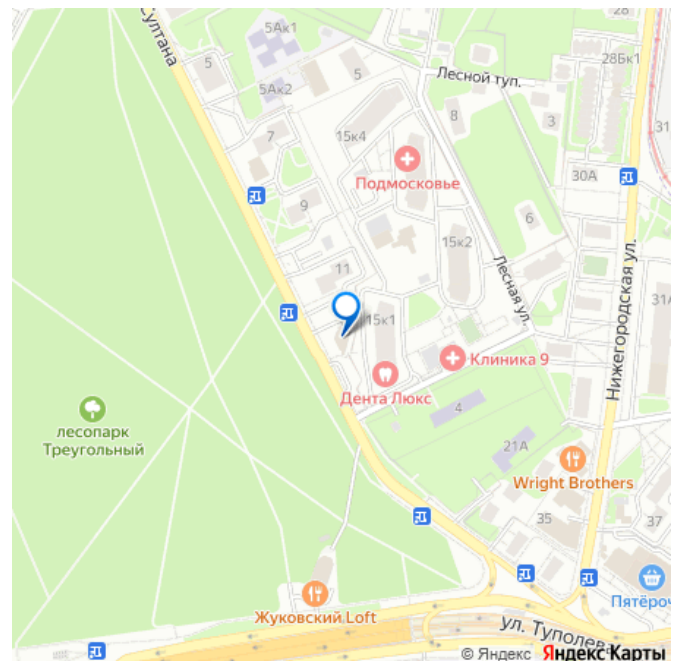 Султана
5Ак1
28
28Бк1
5
5
Лесной туп.
5Ак2
8
3
31
7
15к4
30А
Подмосковье
9
6
15к2
11
Лесная ул.
Нижегородская ул.
31А
15к1
Клиника 9
Дента Люкс
4
лесопарк
Треугольный
21А
Wright Brothers
35
37
Пятёроч
Жуковский Loft
ул. Туполева
© Яндекс Яндекс Карты